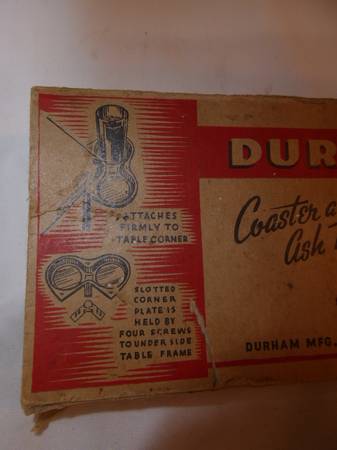 ATTACHES
FIRMLY TO
TABLE CORNER
SLOTTED
CORNER
PLATE IS
HELD BY
FOUR SCREWS
TO UNDER SIDE
TABLE FRAME
DUR
Coaster a
Ash
DURHAM MFG.